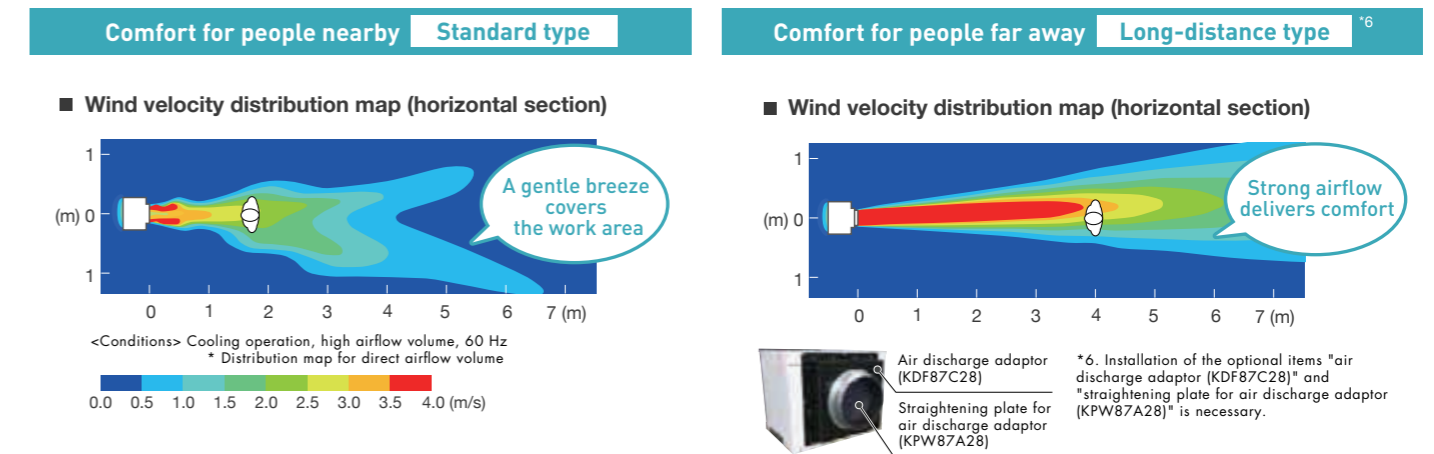 Comfort for people nearby Standard type
■ Wind velocity distribution map (horizontal section)
1
(m) 0
1
0 1 2 3 4 5 6 7 (m)
A gentle breeze
covers
the work area
<Conditions> Cooling operation, high airflow volume, 60 Hz
* Distribution map for direct airflow volume
0.0 0.5 1.0 1.5 2.0 2.5 3.0 3.5 4.0 (m/s)
Comfort for people far away Long-distance type *6
■ Wind velocity distribution map (horizontal section)
1
(m) 0
1
0 1 2 3 4 5 6 7 (m)
Strong airflow
delivers comfort
Air discharge adaptor
(KDF87C28)
Straightening plate for
air discharge adaptor
(KPW87A28)
*6. Installation of the optional items "air
discharge adaptor (KDF87C28)" and
"straightening plate for air discharge adaptor
(KPW87A28)" is necessary.